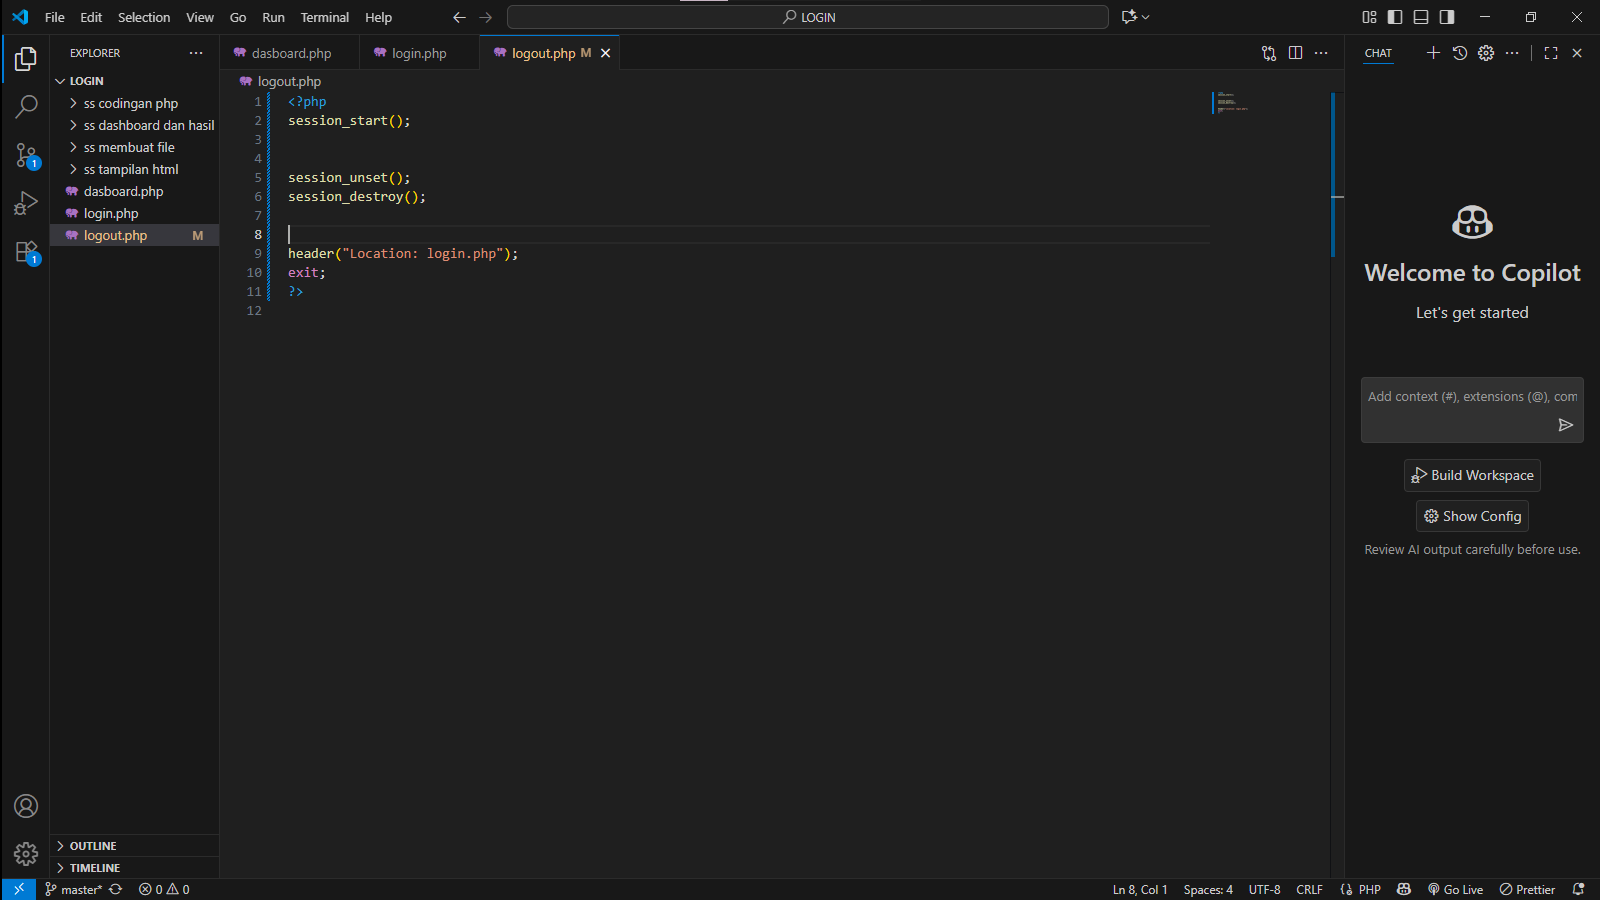 File Edit Selection View Go Run Terminal Help
LOGIN
EXPLORER
LOGIN
ss codingan php
ss dashboard dan hasil
ss membuat file
ss tampilan html
dasboard.php
login.php
logout.php M
1
1
OUTLINE
TIMELINE
dasboard.php login.php logout.php M
logout.php
1 <?php
2 session_start();
3
4
5 session_unset();
6 session_destroy();
7
8
9 header("Location: login.php");
10 exit;
11 ?>
12
CHAT
Welcome to Copilot
Let's get started
Add context (#), extensions (@), com
Build Workspace
Show Config
Review AI output carefully before use.
master* 0 0 Ln 8, Col 1 Spaces: 4 UTF-8 CRLF PHP Go Live Prettier